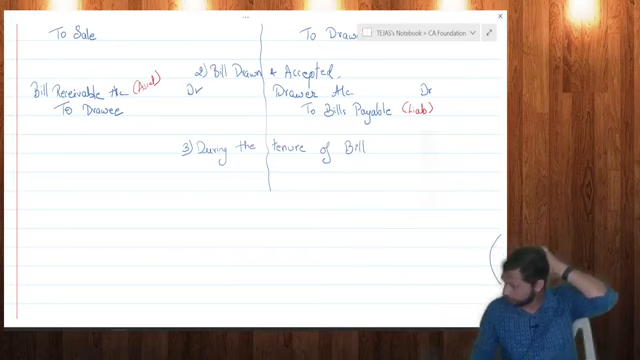 To Sale To Drawe
TEJAS's Notebook > CA Foundation
2) Bill Drawn & Accepted.
Bill Receivable A/c (Asset) Dr Drawer A/c Dr
To Drawee To Bills Payable (Liab)
3) During the tenure of Bill